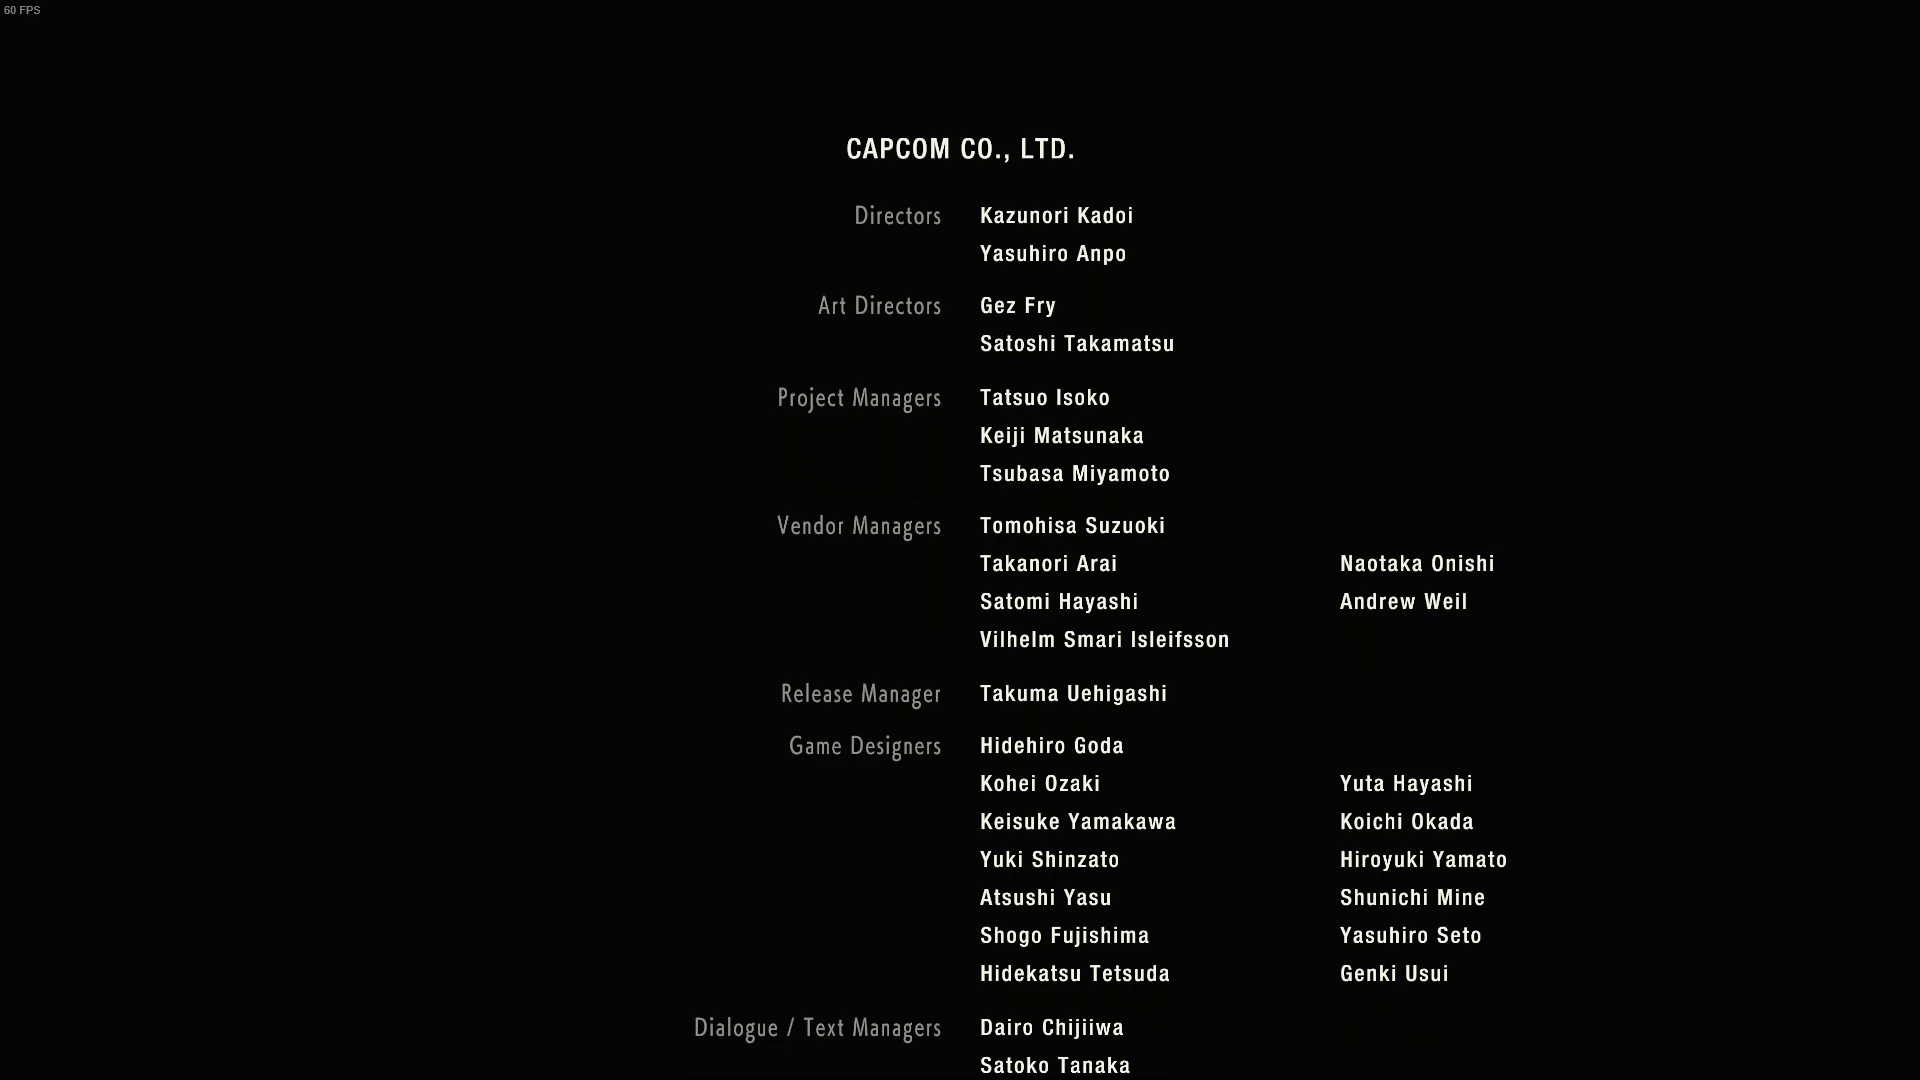 60 FPS
CAPCOM CO., LTD.
Directors Kazunori Kadoi
Yasuhiro Anpo
Art Directors Gez Fry
Satoshi Takamatsu
Project Managers Tatsuo Isoko
Keiji Matsunaka
Tsubasa Miyamoto
Vendor Managers Tomohisa Suzuoki
Takanori Arai Naotaka Onishi
Satomi Hayashi Andrew Weil
Vilhelm Smari Isleifsson
Release Manager Takuma Uehigashi
Game Designers Hidehiro Goda
Kohei Ozaki Yuta Hayashi
Keisuke Yamakawa Koichi Okada
Yuki Shinzato Hiroyuki Yamato
Atsushi Yasu Shunichi Mine
Shogo Fujishima Yasuhiro Seto
Hidekatsu Tetsuda Genki Usui
Dialogue / Text Managers Dairo Chijiiwa
Satoko Tanaka